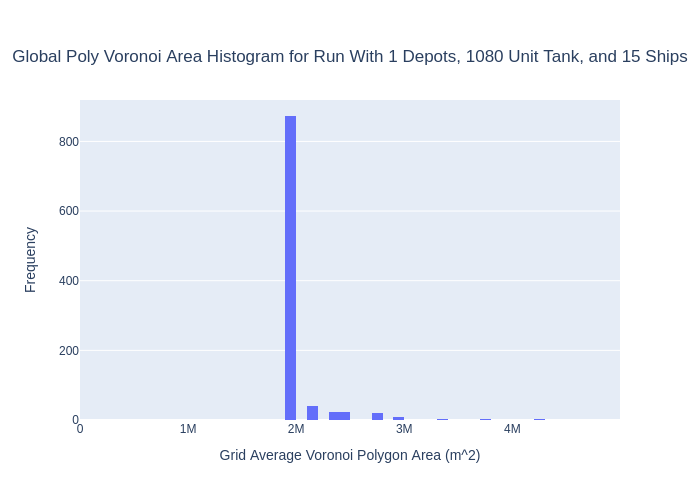 Global Poly Voronoi Area Histogram for Run With 1 Depots, 1080 Unit Tank, and 15 Ships
800
600
400
200
0
Frequency
0 1M 2M 3M 4M
Grid Average Voronoi Polygon Area (m^2)